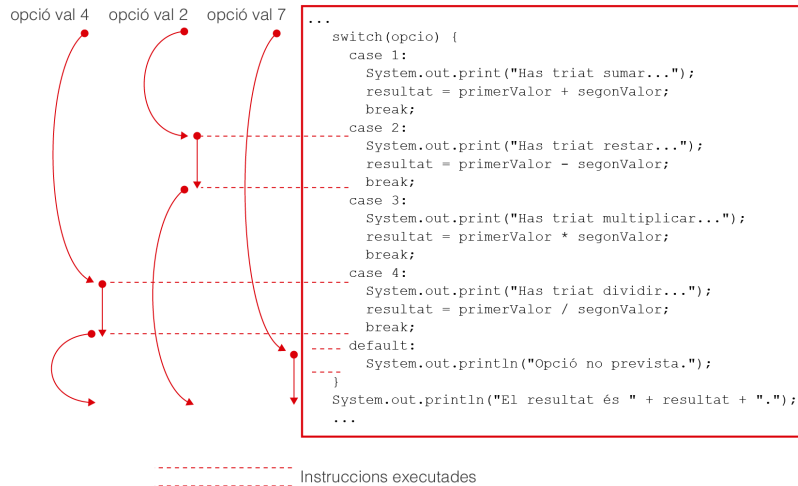 opció val 4 opció val 2 opció val 7
...
switch(opcio) {
case 1:
System.out.print("Has triat sumar...");
resultat = primerValor + segonValor;
break;
case 2:
System.out.print("Has triat restar...");
resultat = primerValor - segonValor;
break;
case 3:
System.out.print("Has triat multiplicar...");
resultat = primerValor * segonValor;
break;
case 4:
System.out.print("Has triat dividir...");
resultat = primerValor / segonValor;
break;
default:
System.out.println("Opció no prevista.");
}
System.out.println("El resultat és " + resultat + ".");
...
Instruccions executades